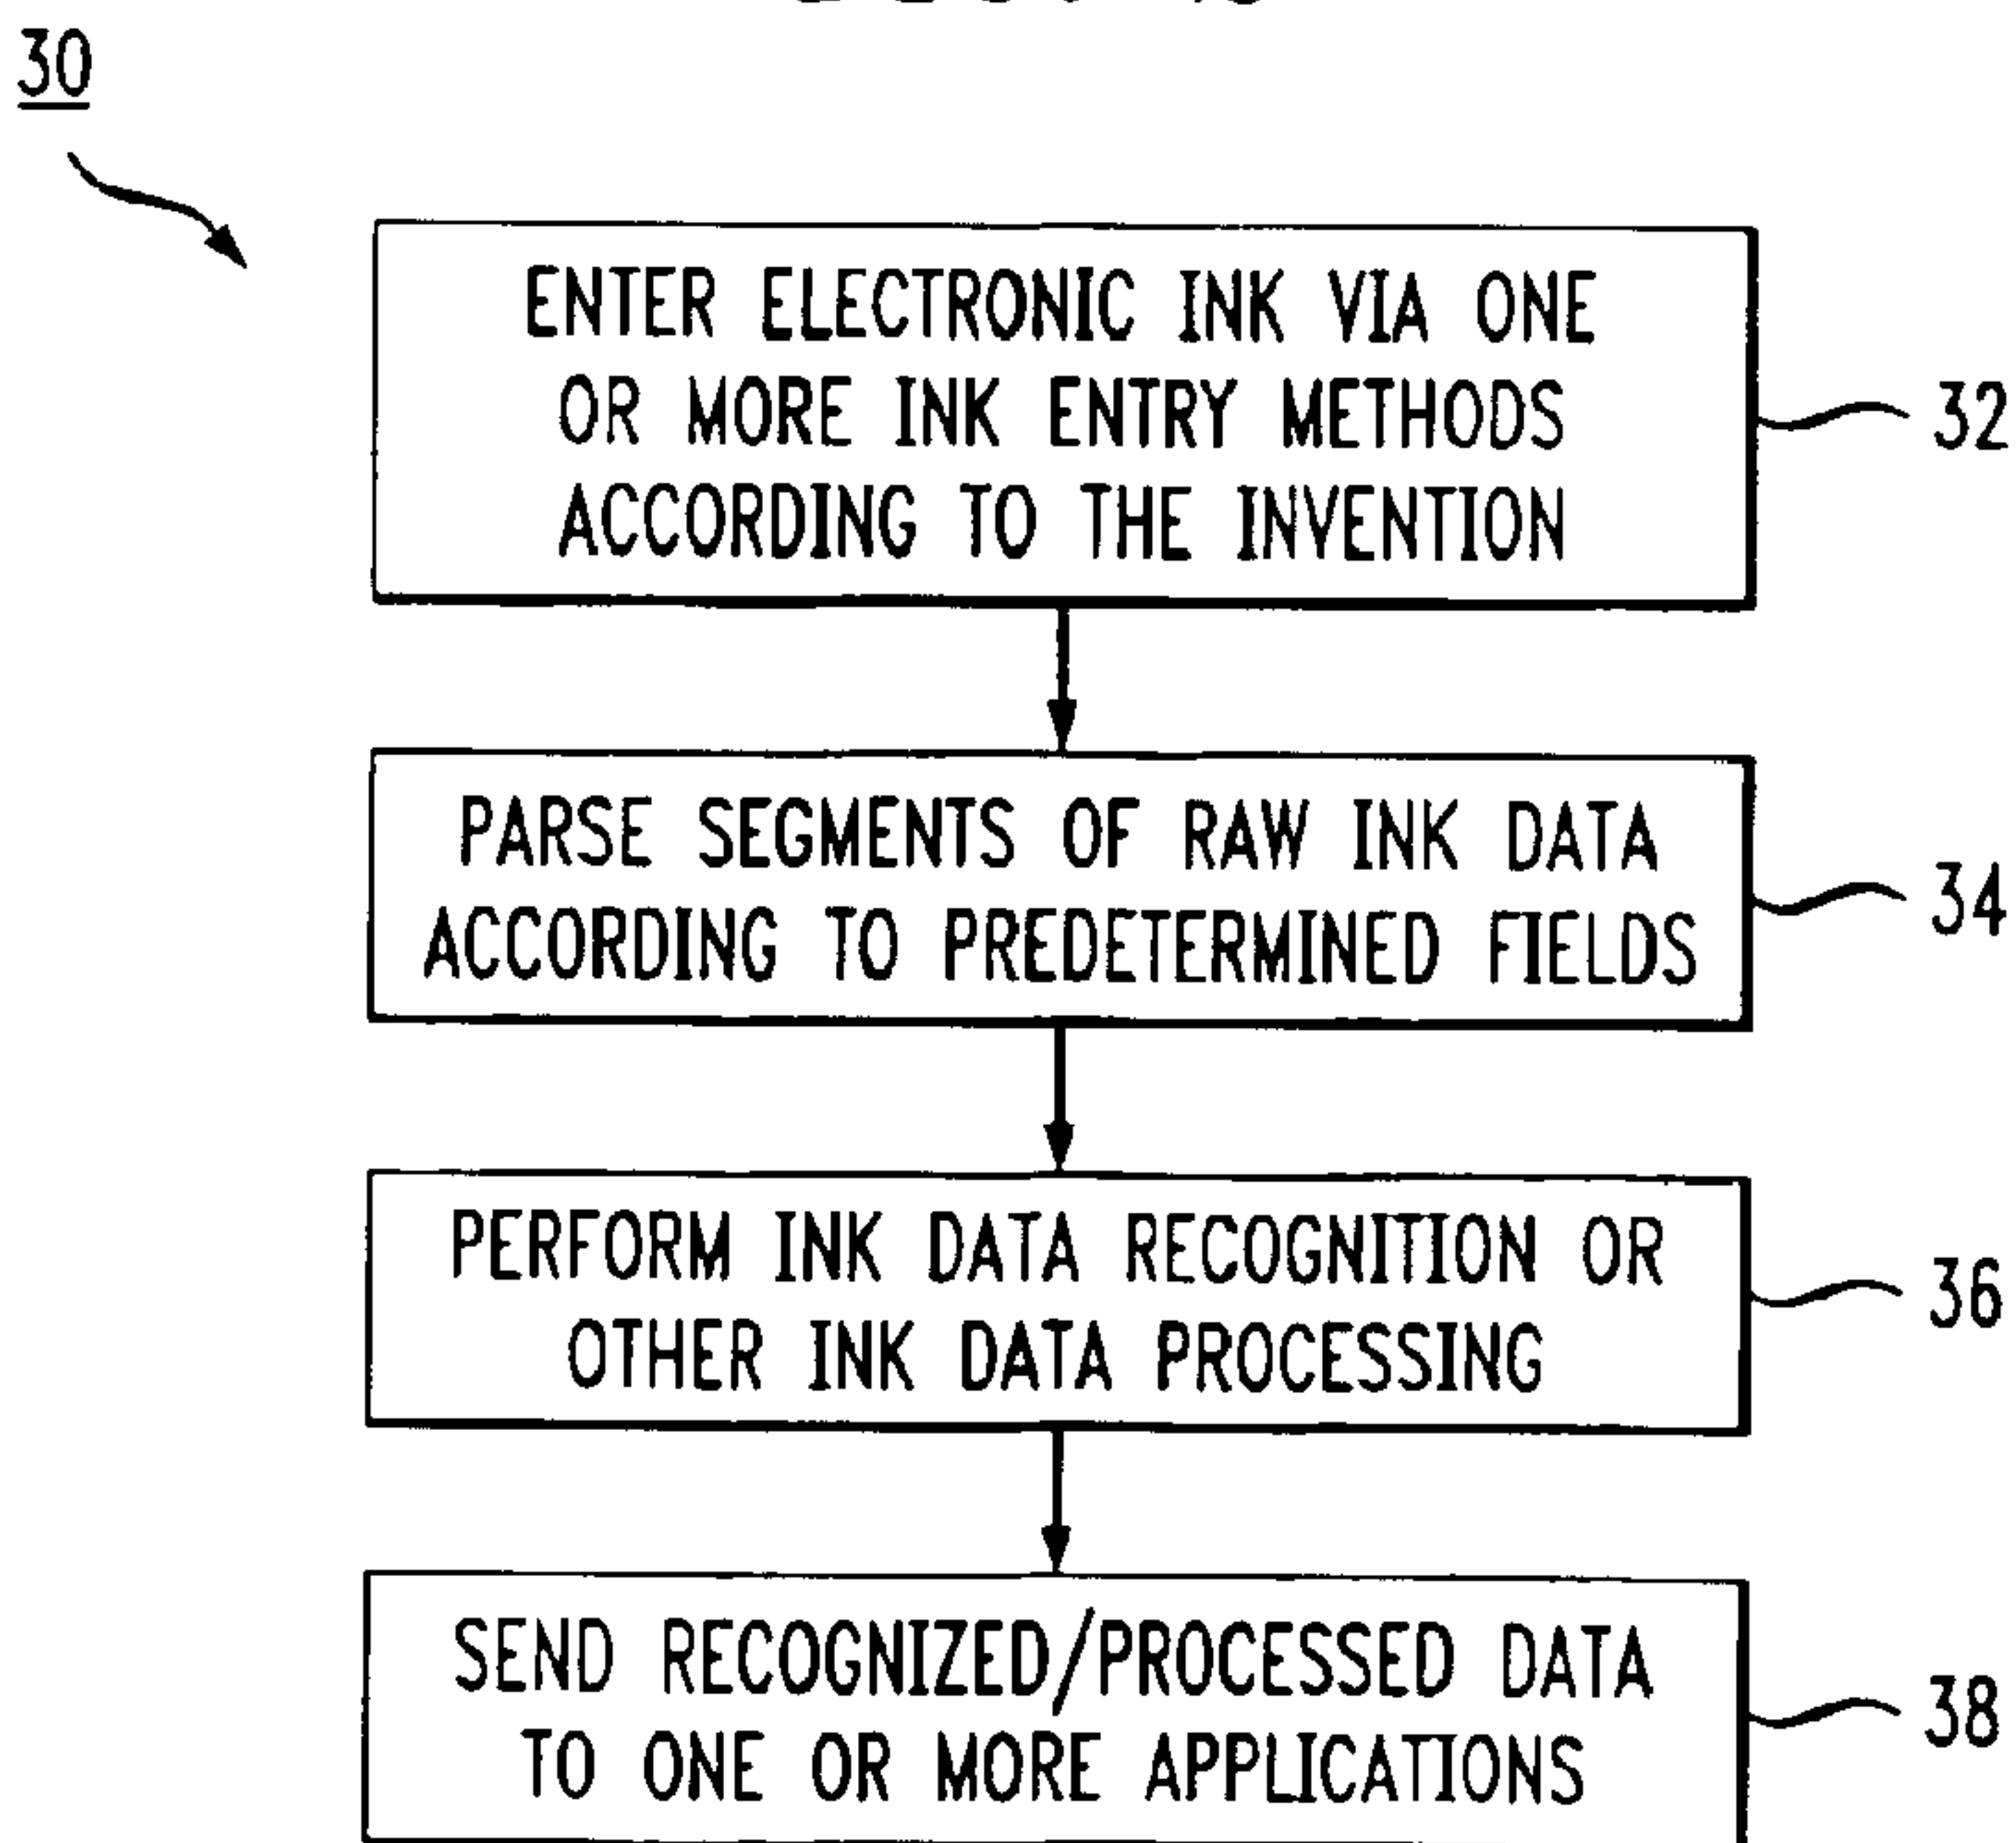 30
ENTER ELECTRONIC INK VIA ONE
OR MORE INK ENTRY METHODS
ACCORDING TO THE INVENTION
32
PARSE SEGMENTS OF RAW INK DATA
ACCORDING TO PREDETERMINED FIELDS
34
PERFORM INK DATA RECOGNITION OR
OTHER INK DATA PROCESSING
36
SEND RECOGNIZED/PROCESSED DATA
TO ONE OR MORE APPLICATIONS
38